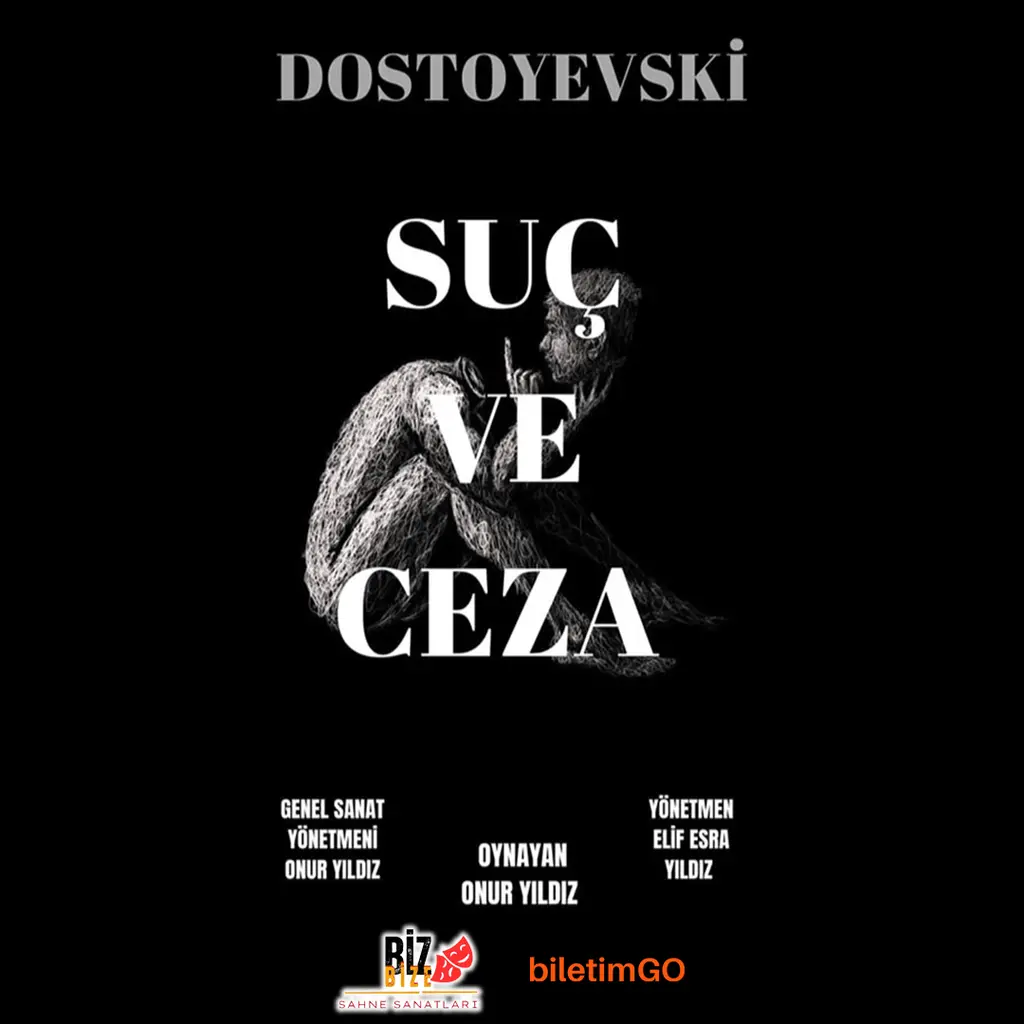 DOSTOYEVSKİ
SUÇ
VE
CEZA
GENEL SANAT
YÖNETMENİ
ONUR YILDIZ
OYNAYAN
ONUR YILDIZ
YÖNETMEN
ELİF ESRA
YILDIZ
BİZ
BİZE
SAHNE SANATLARI
biletimGO